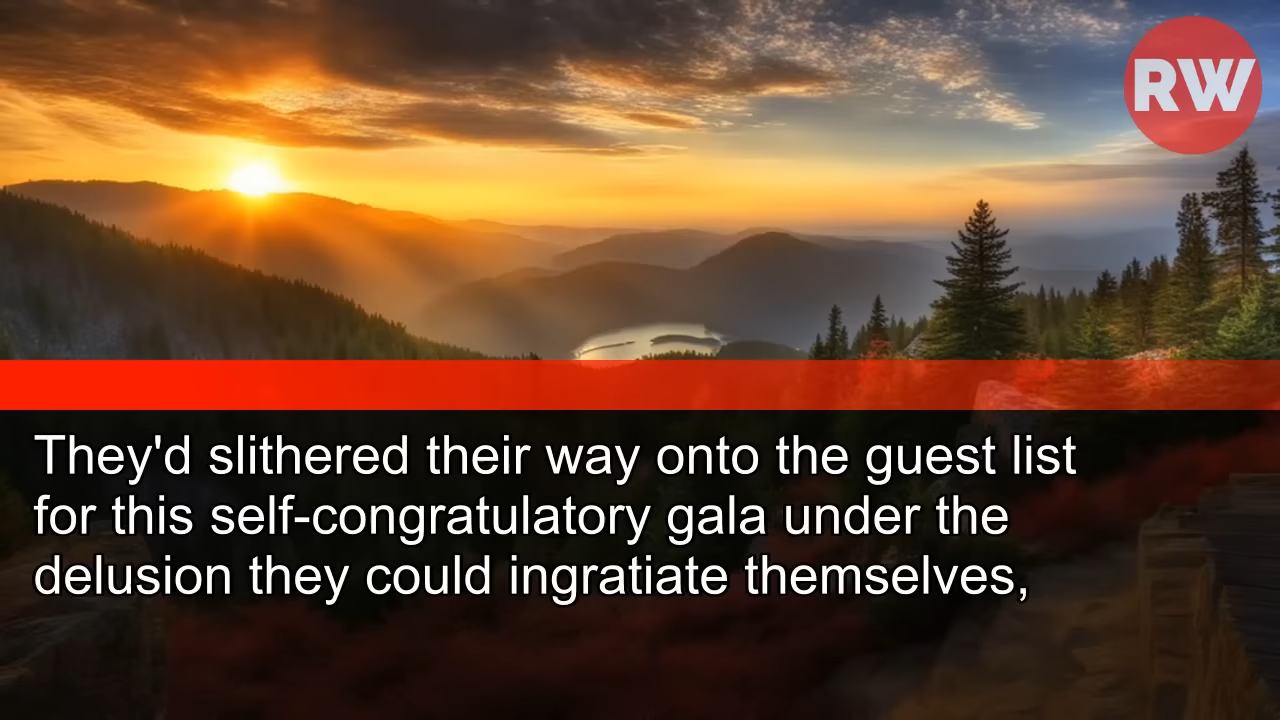 RW
They'd slithered their way onto the guest list
for this self-congratulatory gala under the
delusion they could ingratiate themselves,